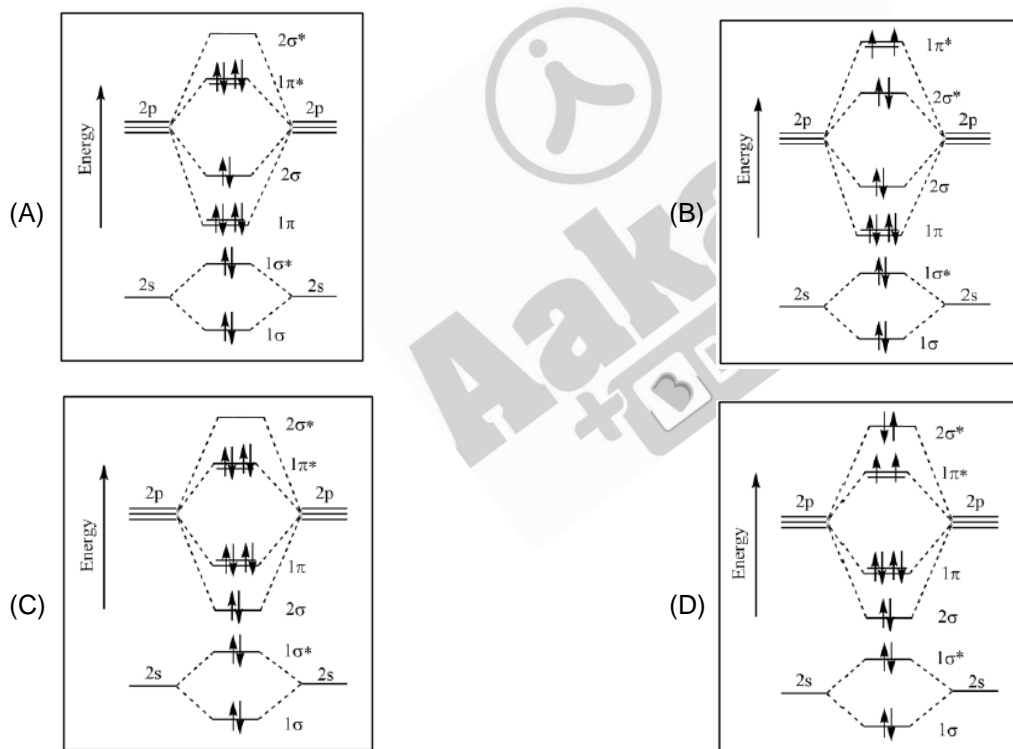 (A)
2σ*
1π*
2p 2p
Energy
2σ
1π
1σ*
2s 2s
1σ
(B)
1π*
2σ*
2p 2p
Energy
2σ
1π
1σ*
2s 2s
1σ
(C)
2σ*
1π*
2p 2p
Energy
1π
2σ
1σ*
2s 2s
1σ
(D)
2σ*
1π*
2p 2p
Energy
1π
2σ
1σ*
2s 2s
1σ
Aaka
+B